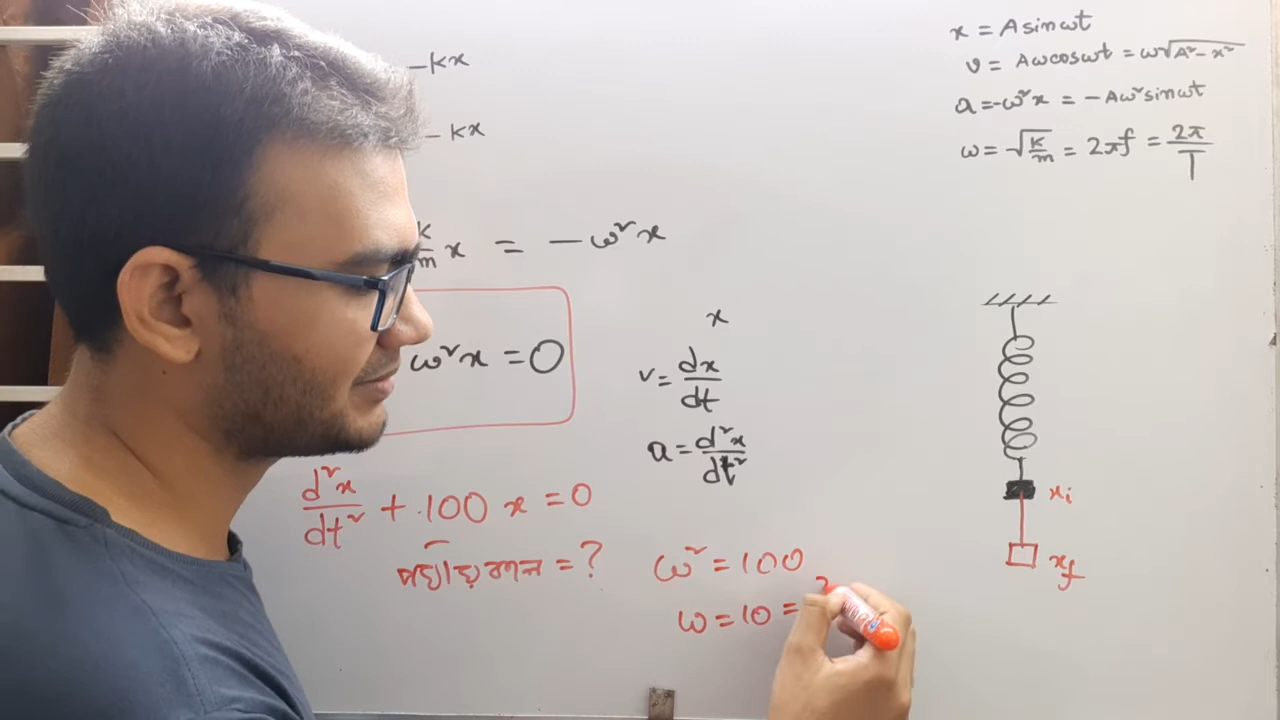 -kx
-kx
k/m x = -ω²x
ω²x = 0
d²x/dt² + 100x = 0
পর্যায়কাল = ?
x = A sin ωt
v = Aω cos ωt = ω√(A²-x²)
a = -ω²x = -Aω² sin ωt
ω = √(k/m) = 2πf = 2π/T
x
v = dx/dt
a = d²x/dt²
ω² = 100
ω = 10 =
xi
xf